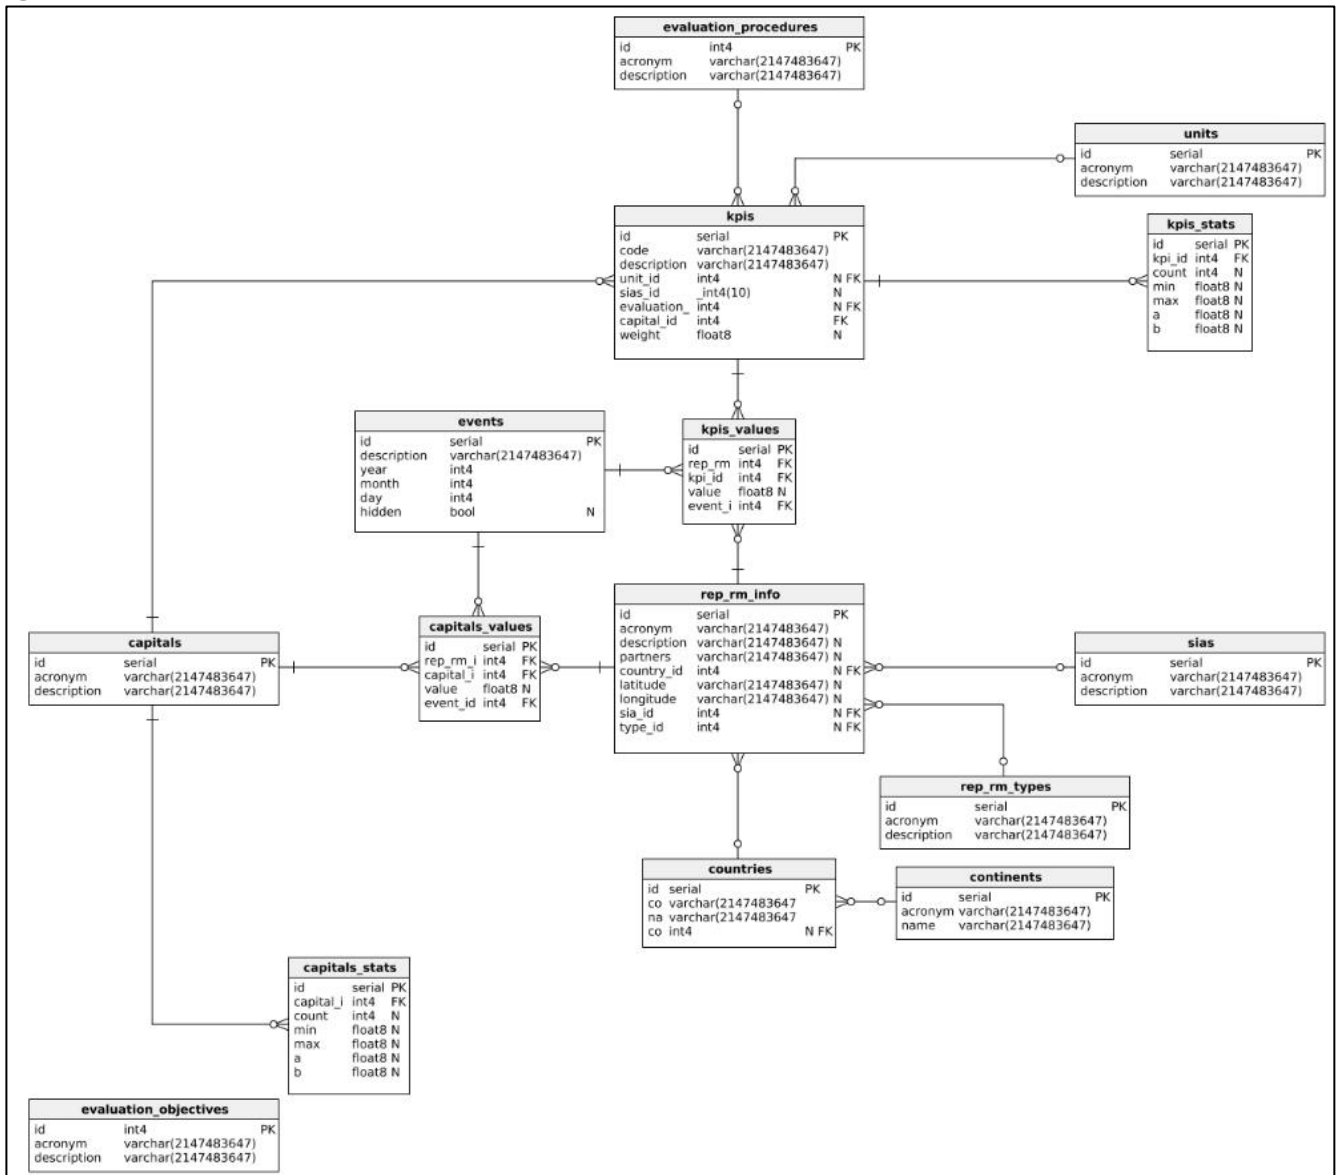 evaluation_procedures
id int4 PK
acronym varchar(2147483647)
description varchar(2147483647)
units
id serial PK
acronym varchar(2147483647)
description varchar(2147483647)
kpis
id serial PK
code varchar(2147483647)
description varchar(2147483647)
unit_id int4 N FK
sias_id _int4(10) N
evaluation_ int4 N FK
capital_id int4 FK
weight float8 N
kpis_stats
id serial PK
kpi_id int4 FK
count int4 N
min float8 N
max float8 N
a float8 N
b float8 N
events
id serial PK
description varchar(2147483647)
year int4
month int4
day int4
hidden bool N
kpis_values
id serial PK
rep_rm int4 FK
kpi_id int4 FK
value float8 N
event_i int4 FK
capitals
id serial PK
acronym varchar(2147483647)
description varchar(2147483647)
capitals_values
id serial PK
rep_rm_i int4 FK
capital_i int4 FK
value float8 N
event_id int4 FK
rep_rm_info
id serial PK
acronym varchar(2147483647)
description varchar(2147483647) N
partners varchar(2147483647) N
country_id int4 N FK
latitude varchar(2147483647) N
longitude varchar(2147483647) N
sia_id int4 N FK
type_id int4 N FK
sias
id serial PK
acronym varchar(2147483647)
description varchar(2147483647)
rep_rm_types
id serial PK
acronym varchar(2147483647)
description varchar(2147483647)
countries
id serial PK
co varchar(2147483647
na varchar(2147483647
co int4 N FK
continents
id serial PK
acronym varchar(2147483647)
name varchar(2147483647)
capitals_stats
id serial PK
capital_i int4 FK
count int4 N
min float8 N
max float8 N
a float8 N
b float8 N
evaluation_objectives
id int4 PK
acronym varchar(2147483647)
description varchar(2147483647)